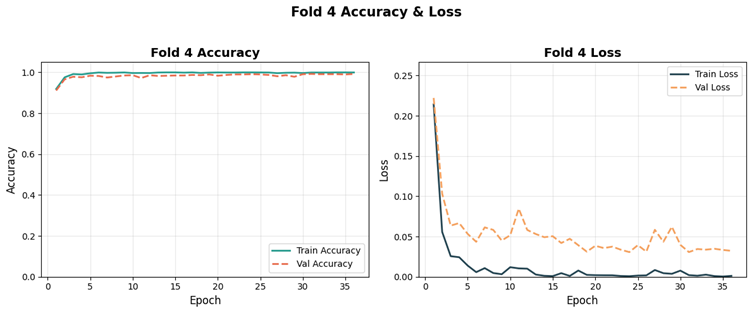 Fold 4 Accuracy & Loss
Fold 4 Accuracy
1.0
0.8
0.6
0.4
0.2
0.0
0
5
10
15
20
25
30
35
Accuracy
Epoch
Train Accuracy
Val Accuracy
Fold 4 Loss
0.25
0.20
0.15
0.10
0.05
0.00
0
5
10
15
20
25
30
35
Loss
Epoch
Train Loss
Val Loss